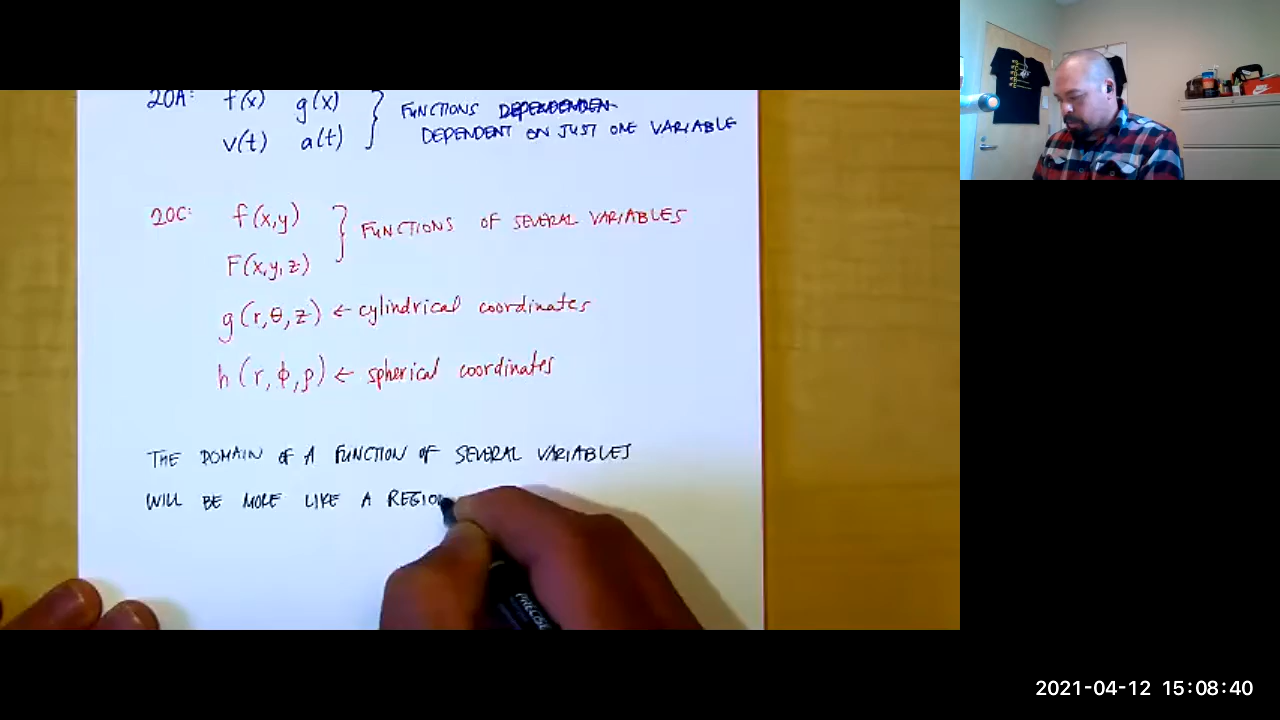 20A: f(x) g(x) } FUNCTIONS DEPENDENDEN
v(t) a(t) DEPENDENT ON JUST ONE VARIABLE
20C: f(x,y) } FUNCTIONS OF SEVERAL VARIABLES
F(x,y,z)
g(r,θ,z) ← cylindrical coordinates
h(r,ϕ,ρ) ← spherical coordinates
THE DOMAIN OF A FUNCTION OF SEVERAL VARIABLES
WILL BE MORE LIKE A REGION
PRECISE
2021-04-12 15:08:40